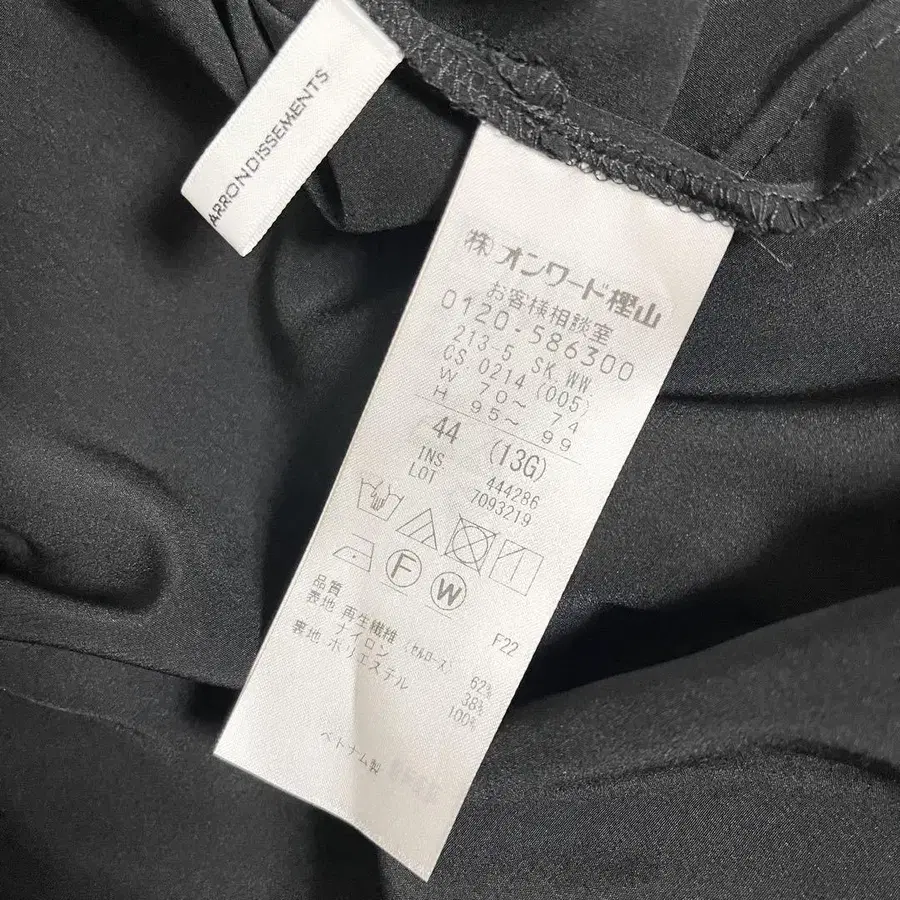 ARRONDISSEMENTS
㈱オンワード樫山
お客様相談室
0120-586300
213-5 SK.WW.
CS.0214 (005)
W 70～ 74
H 95～ 99
44 (13G)
INS 444286
LOT 7093219
F W
F22
品質
表地 再生繊維(セルロース) 62%
ナイロン 38%
裏地 ポリエステル 100%
ベトナム製